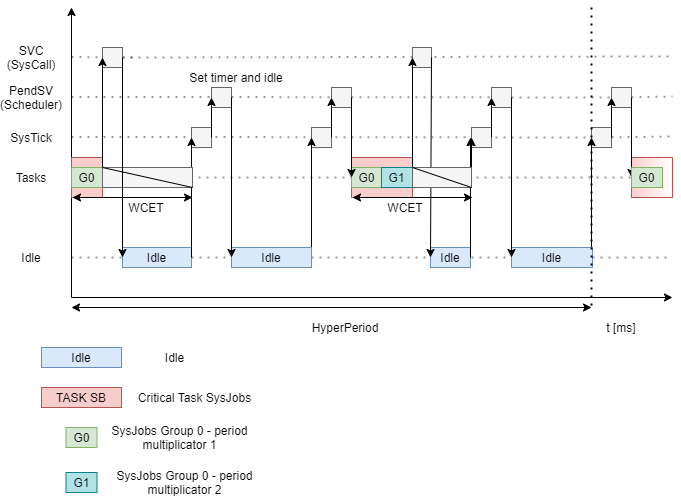 SVC
(SysCall)
Set timer and idle
PendSV
(Scheduler)
SysTick
Tasks
G0
G0
G1
G0
WCET
WCET
Idle
Idle
Idle
Idle
Idle
HyperPeriod
t [ms]
Idle
Idle
TASK SB
Critical Task SysJobs
G0
SysJobs Group 0 - period
multiplicator 1
G1
SysJobs Group 0 - period
multiplicator 2